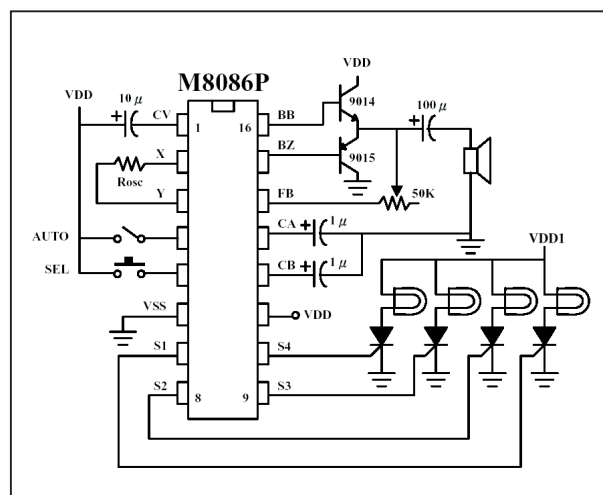 M8086P
VDD
VDD
10 μ
CV
1
16
BB
9014
100 μ
X
BZ
9015
Rosc
Y
FB
50K
AUTO
CA
1 μ
SEL
CB
1 μ
VDD1
VSS
VDD
S1
S4
S2
8
9
S3